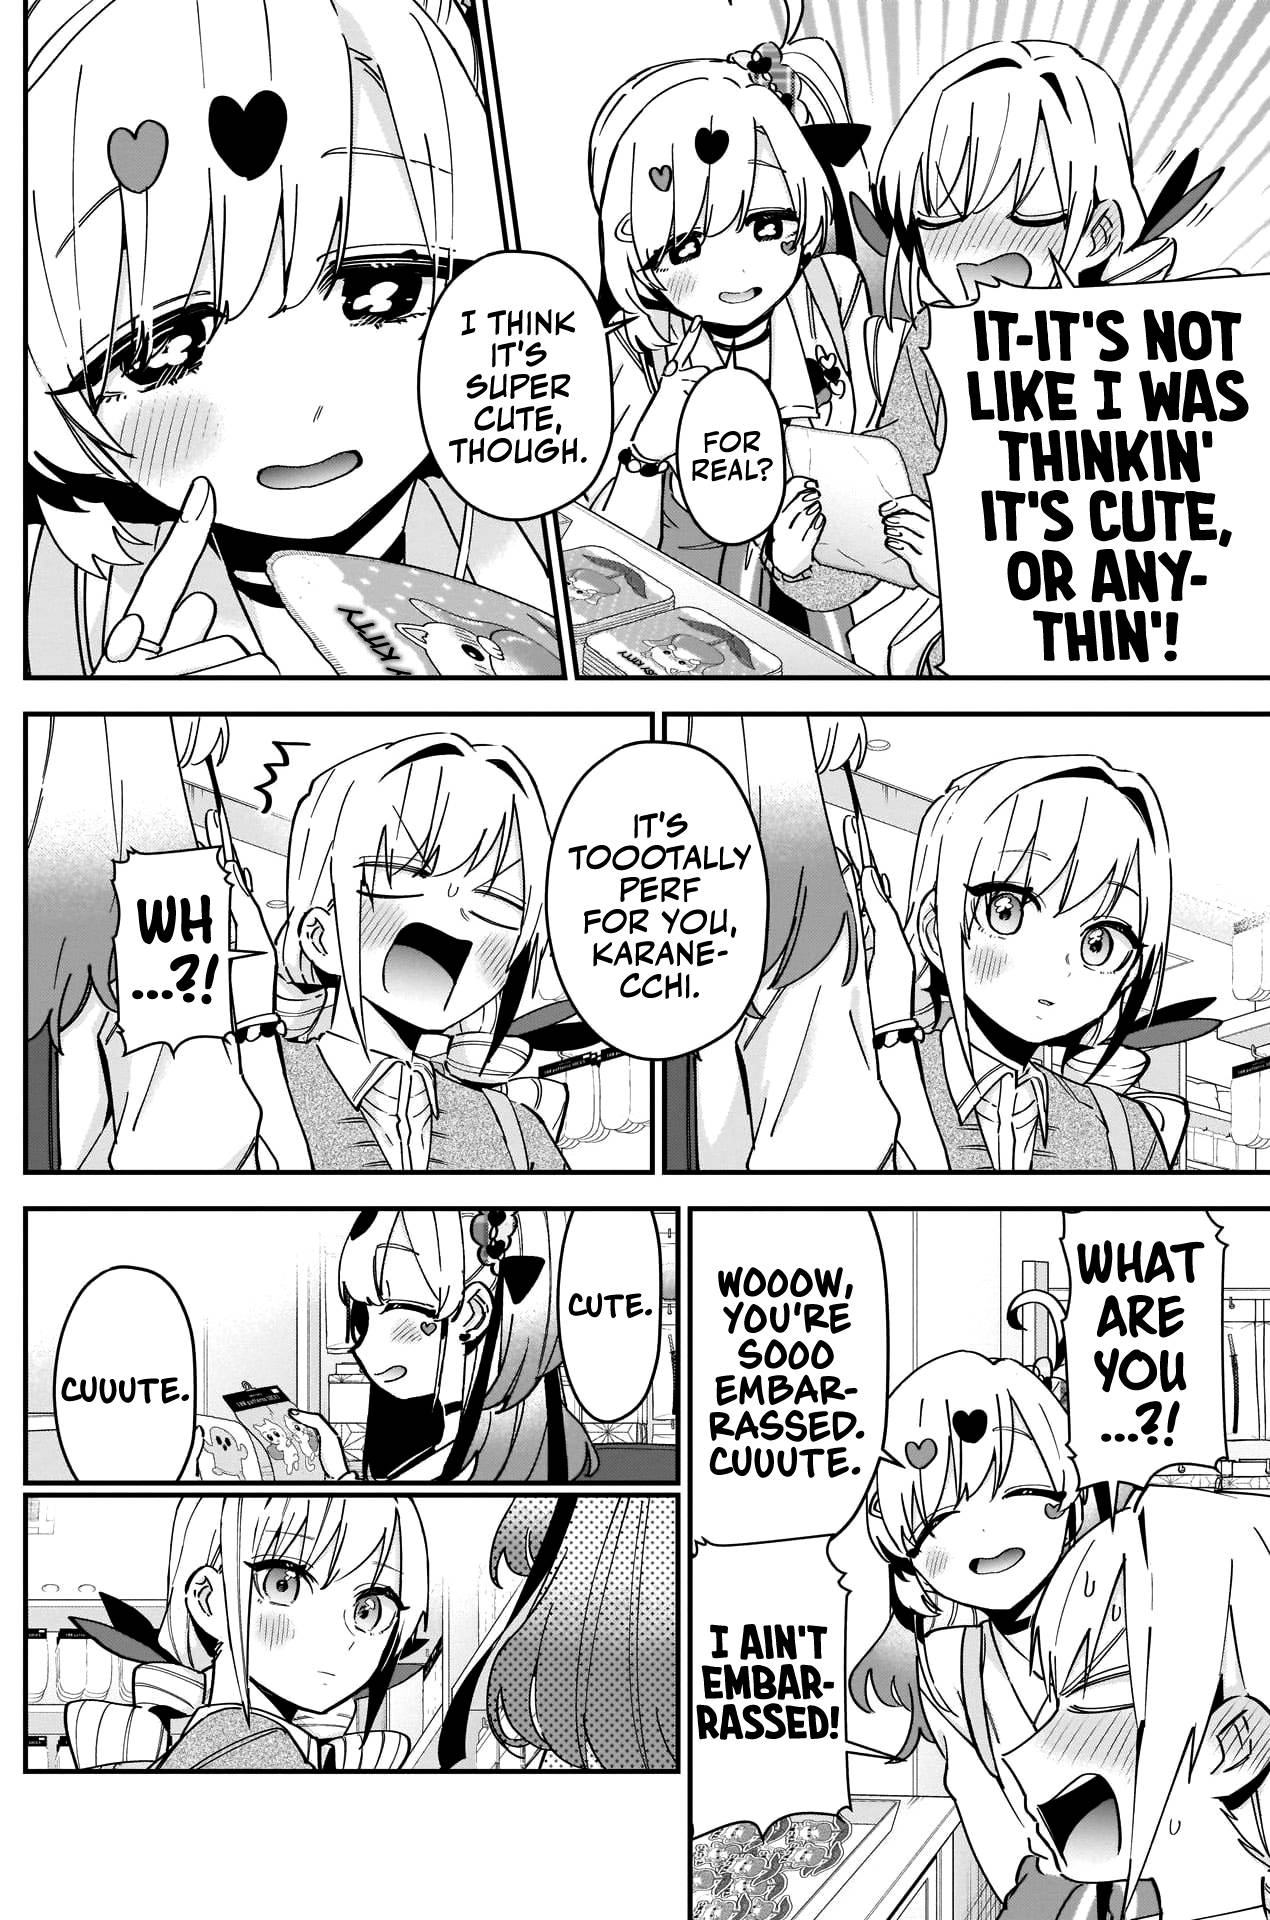 IT-IT'S NOT
LIKE I WAS
THINKIN'
IT'S CUTE,
OR ANY-
THIN'!
FOR
REAL?
I THINK
IT'S
SUPER
CUTE,
THOUGH.
KITTY
IT'S
TOOOTALLY
PERF
FOR YOU,
KARANE-
CCHI.
WH
...?!
WHAT
ARE
YOU
...?!
WOOOW,
YOU'RE
SOOO
EMBAR-
RASSED.
CUUUTE.
I AIN'T
EMBAR-
RASSED!
CUTE.
CUUUTE.